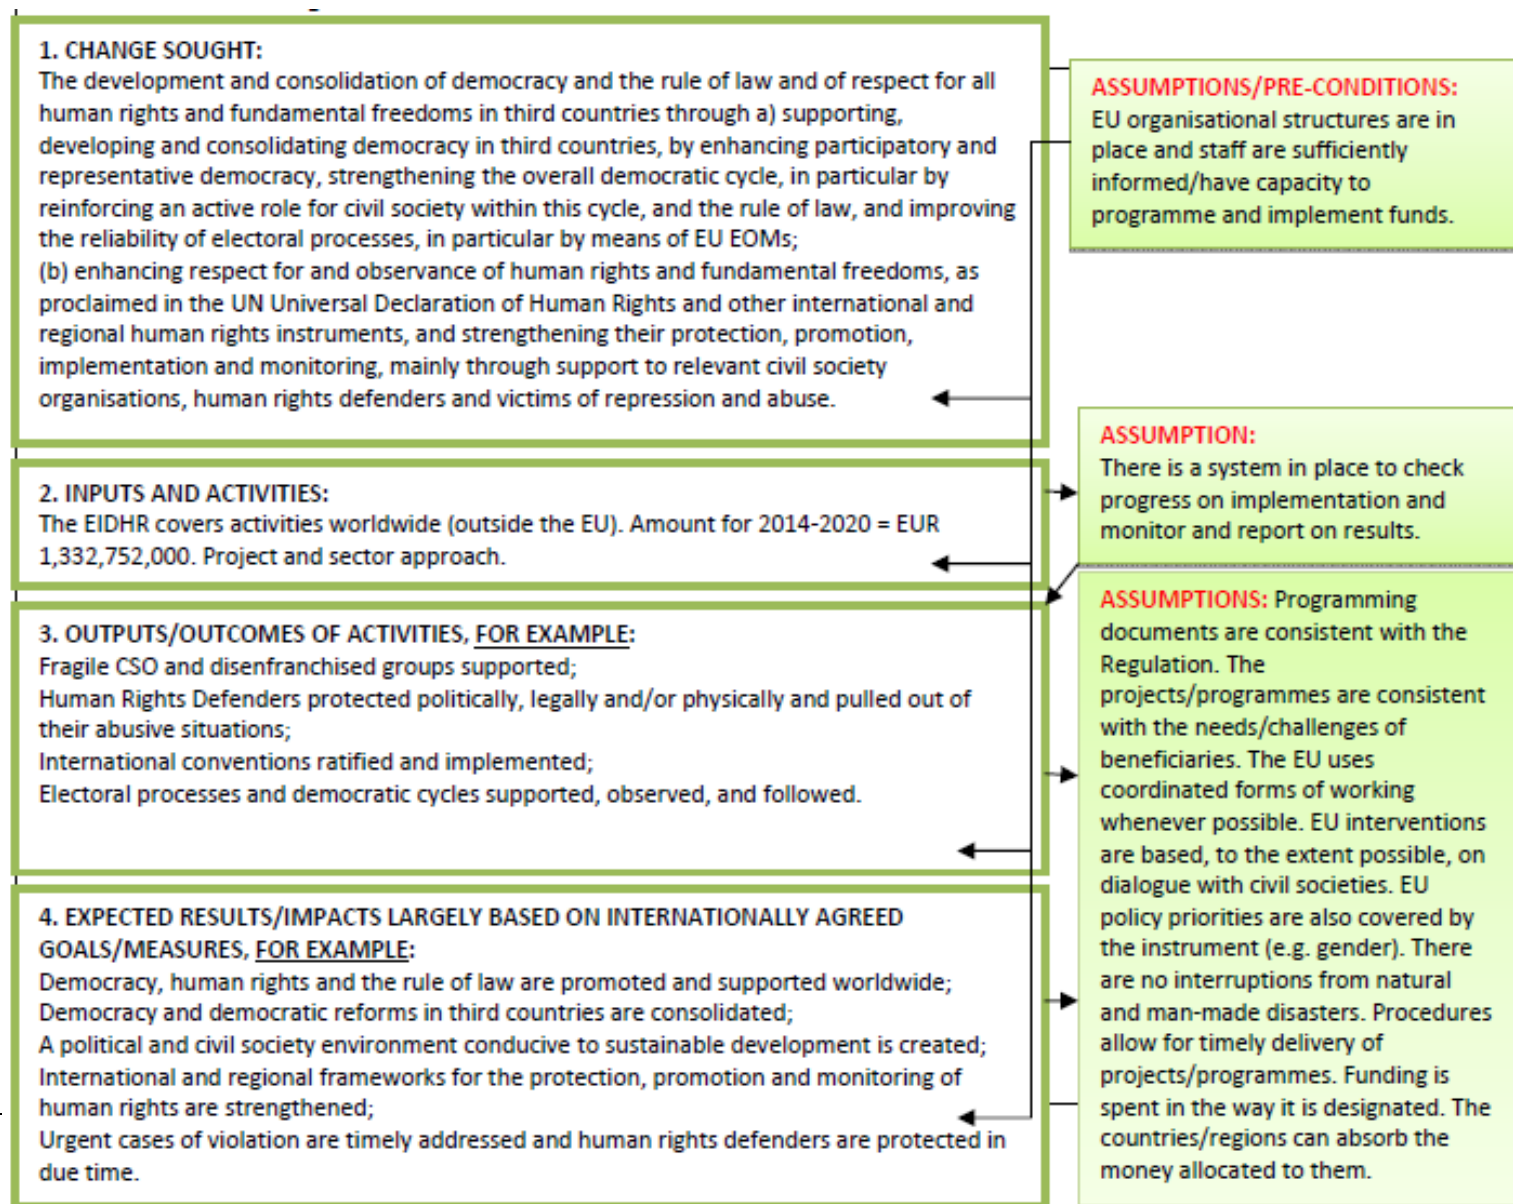 1. CHANGE SOUGHT:
The development and consolidation of democracy and the rule of law and of respect for all
human rights and fundamental freedoms in third countries through a) supporting,
developing and consolidating democracy in third countries, by enhancing participatory and
representative democracy, strengthening the overall democratic cycle, in particular by
reinforcing an active role for civil society within this cycle, and the rule of law, and improving
the reliability of electoral processes, in particular by means of EU EOMs;
(b) enhancing respect for and observance of human rights and fundamental freedoms, as
proclaimed in the UN Universal Declaration of Human Rights and other international and
regional human rights instruments, and strengthening their protection, promotion,
implementation and monitoring, mainly through support to relevant civil society
organisations, human rights defenders and victims of repression and abuse.
ASSUMPTIONS/PRE-CONDITIONS:
EU organisational structures are in
place and staff are sufficiently
informed/have capacity to
programme and implement funds.
2. INPUTS AND ACTIVITIES:
The EIDHR covers activities worldwide (outside the EU). Amount for 2014-2020 = EUR
1,332,752,000. Project and sector approach.
ASSUMPTION:
There is a system in place to check
progress on implementation and
monitor and report on results.
3. OUTPUTS/OUTCOMES OF ACTIVITIES, FOR EXAMPLE:
Fragile CSO and disenfranchised groups supported;
Human Rights Defenders protected politically, legally and/or physically and pulled out of
their abusive situations;
International conventions ratified and implemented;
Electoral processes and democratic cycles supported, observed, and followed.
4. EXPECTED RESULTS/IMPACTS LARGELY BASED ON INTERNATIONALLY AGREED
GOALS/MEASURES, FOR EXAMPLE:
Democracy, human rights and the rule of law are promoted and supported worldwide;
Democracy and democratic reforms in third countries are consolidated;
A political and civil society environment conducive to sustainable development is created;
International and regional frameworks for the protection, promotion and monitoring of
human rights are strengthened;
Urgent cases of violation are timely addressed and human rights defenders are protected in
due time.
ASSUMPTIONS: Programming
documents are consistent with the
Regulation. The
projects/programmes are consistent
with the needs/challenges of
beneficiaries. The EU uses
coordinated forms of working
whenever possible. EU interventions
are based, to the extent possible, on
dialogue with civil societies. EU
policy priorities are also covered by
the instrument (e.g. gender). There
are no interruptions from natural
and man-made disasters. Procedures
allow for timely delivery of
projects/programmes. Funding is
spent in the way it is designated. The
countries/regions can absorb the
money allocated to them.